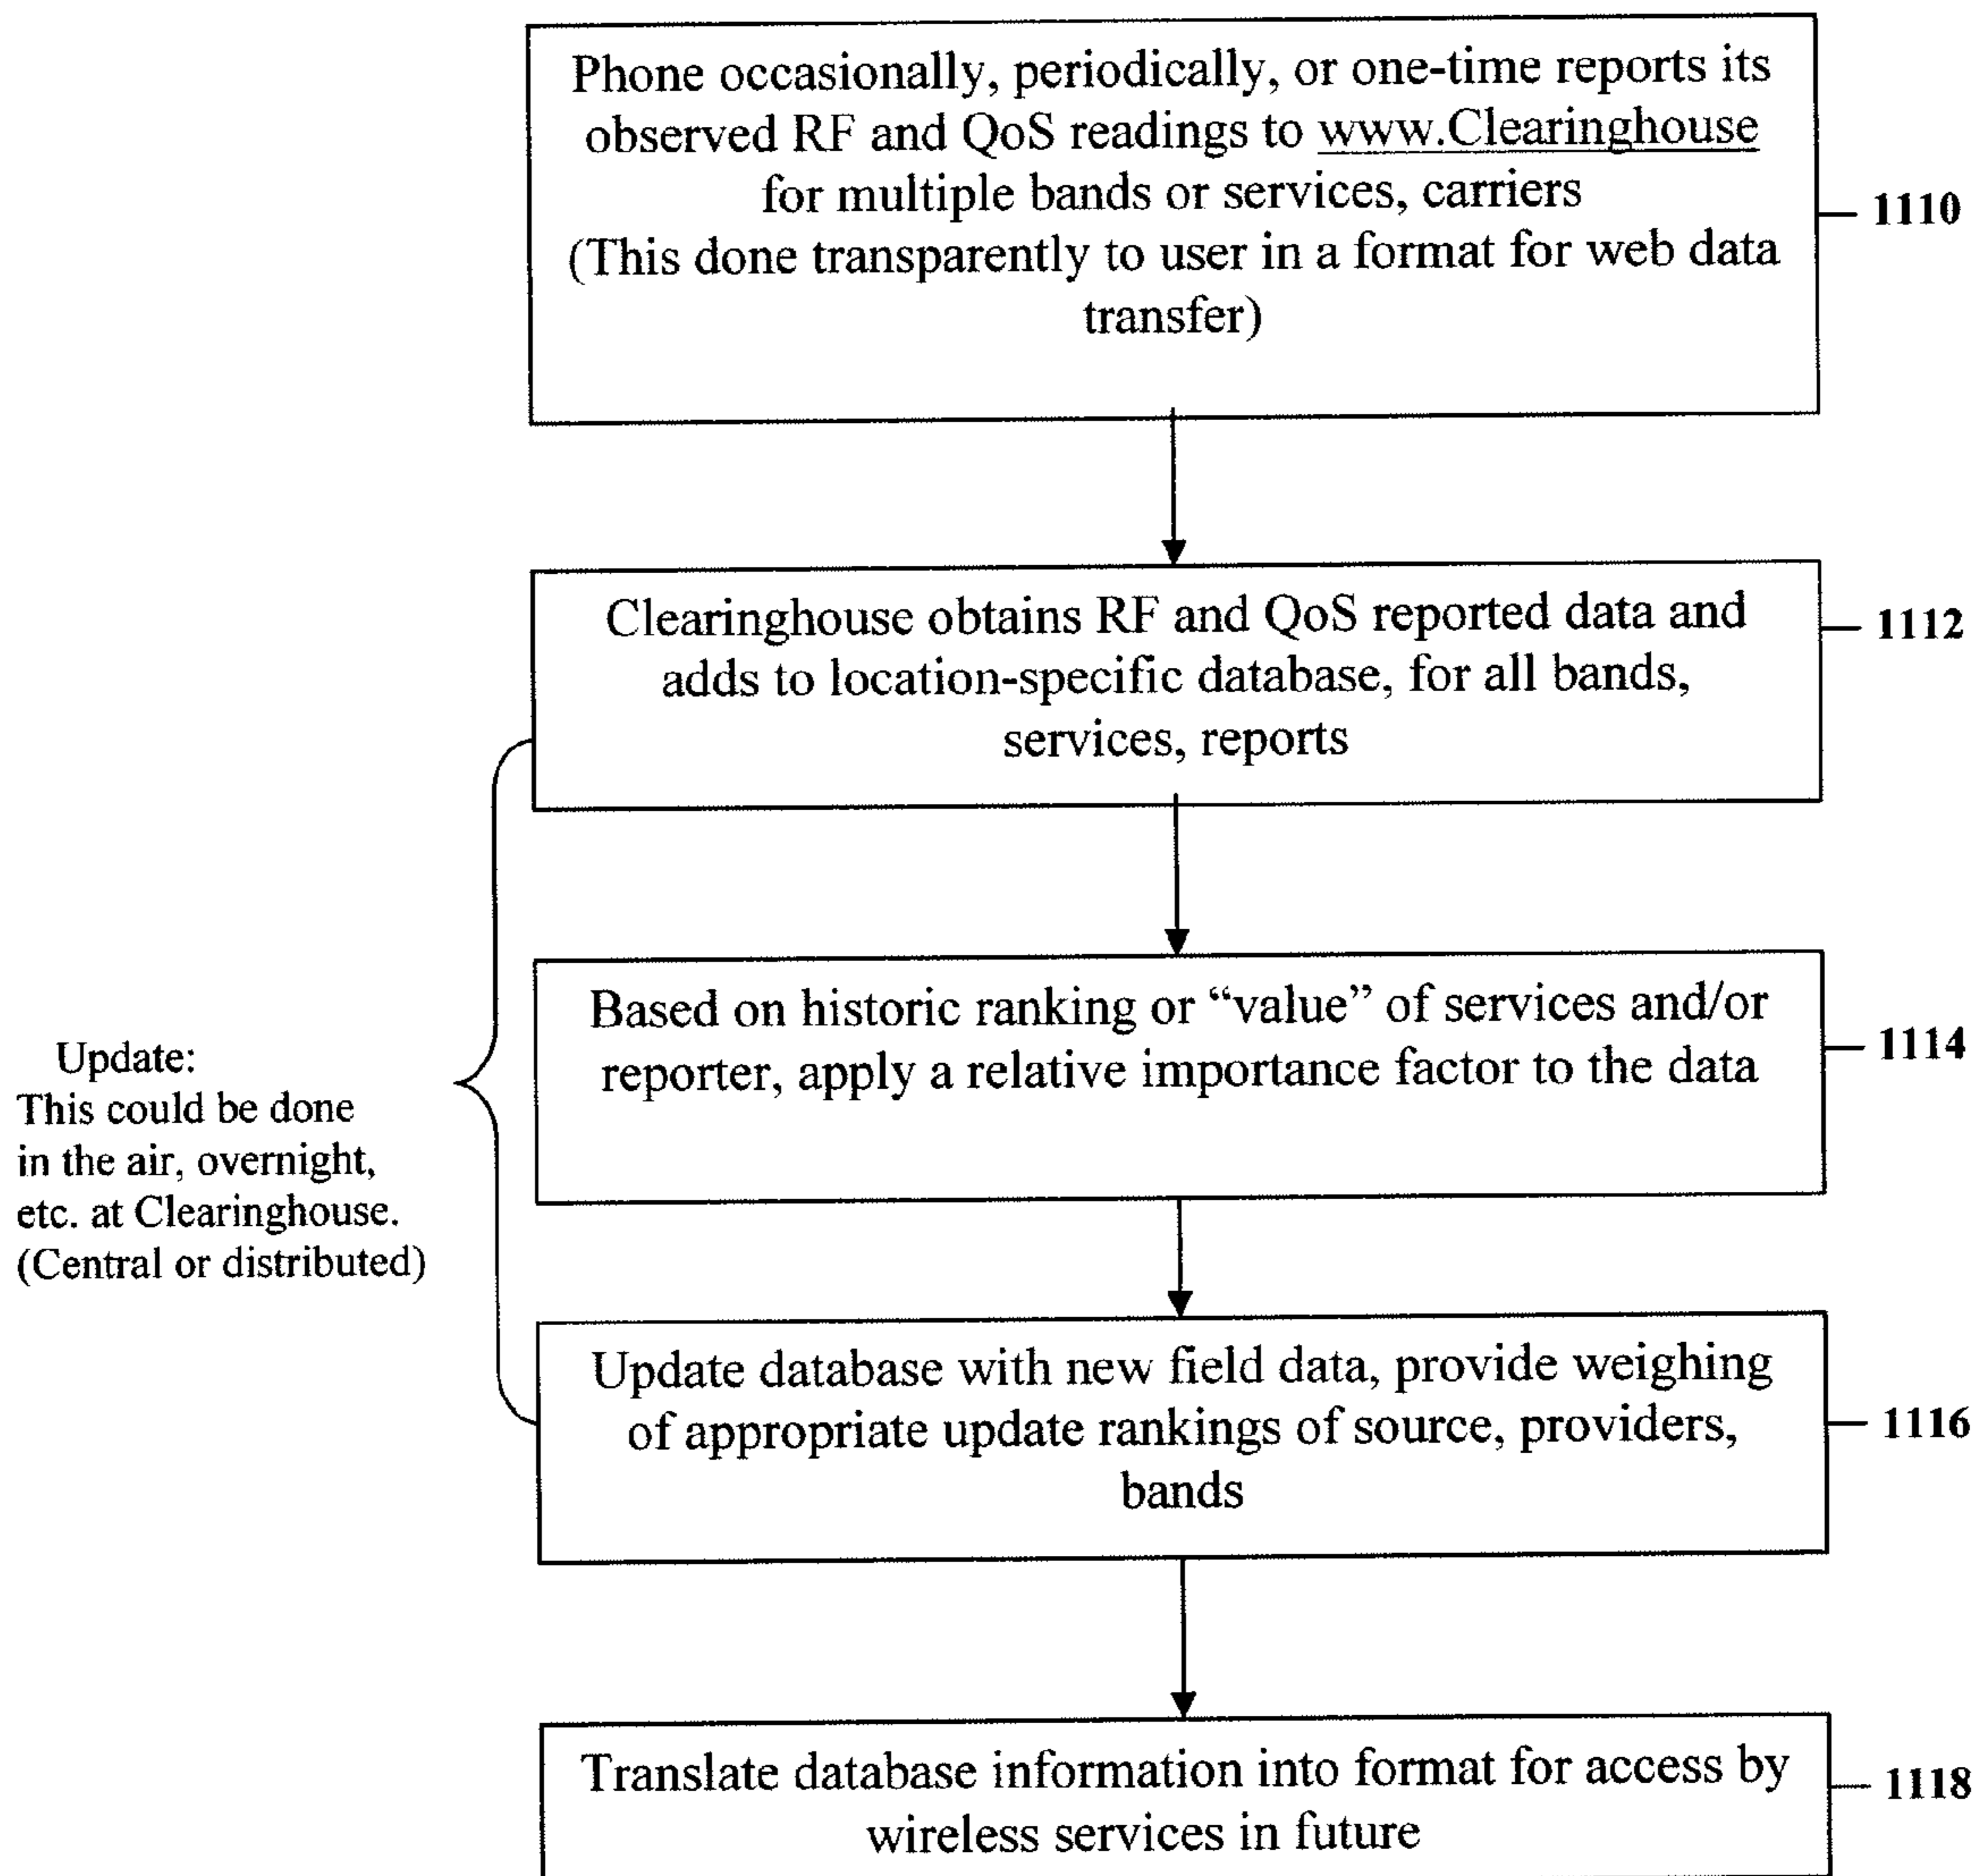 Phone occasionally, periodically, or one-time reports its
observed RF and QoS readings to www.Clearinghouse
for multiple bands or services, carriers
(This done transparently to user in a format for web data
transfer)
1110
Clearinghouse obtains RF and QoS reported data and
adds to location-specific database, for all bands,
services, reports
1112
Based on historic ranking or “value” of services and/or
reporter, apply a relative importance factor to the data
1114
Update:
This could be done
in the air, overnight,
etc. at Clearinghouse.
(Central or distributed)
Update database with new field data, provide weighing
of appropriate update rankings of source, providers,
bands
1116
Translate database information into format for access by
wireless services in future
1118